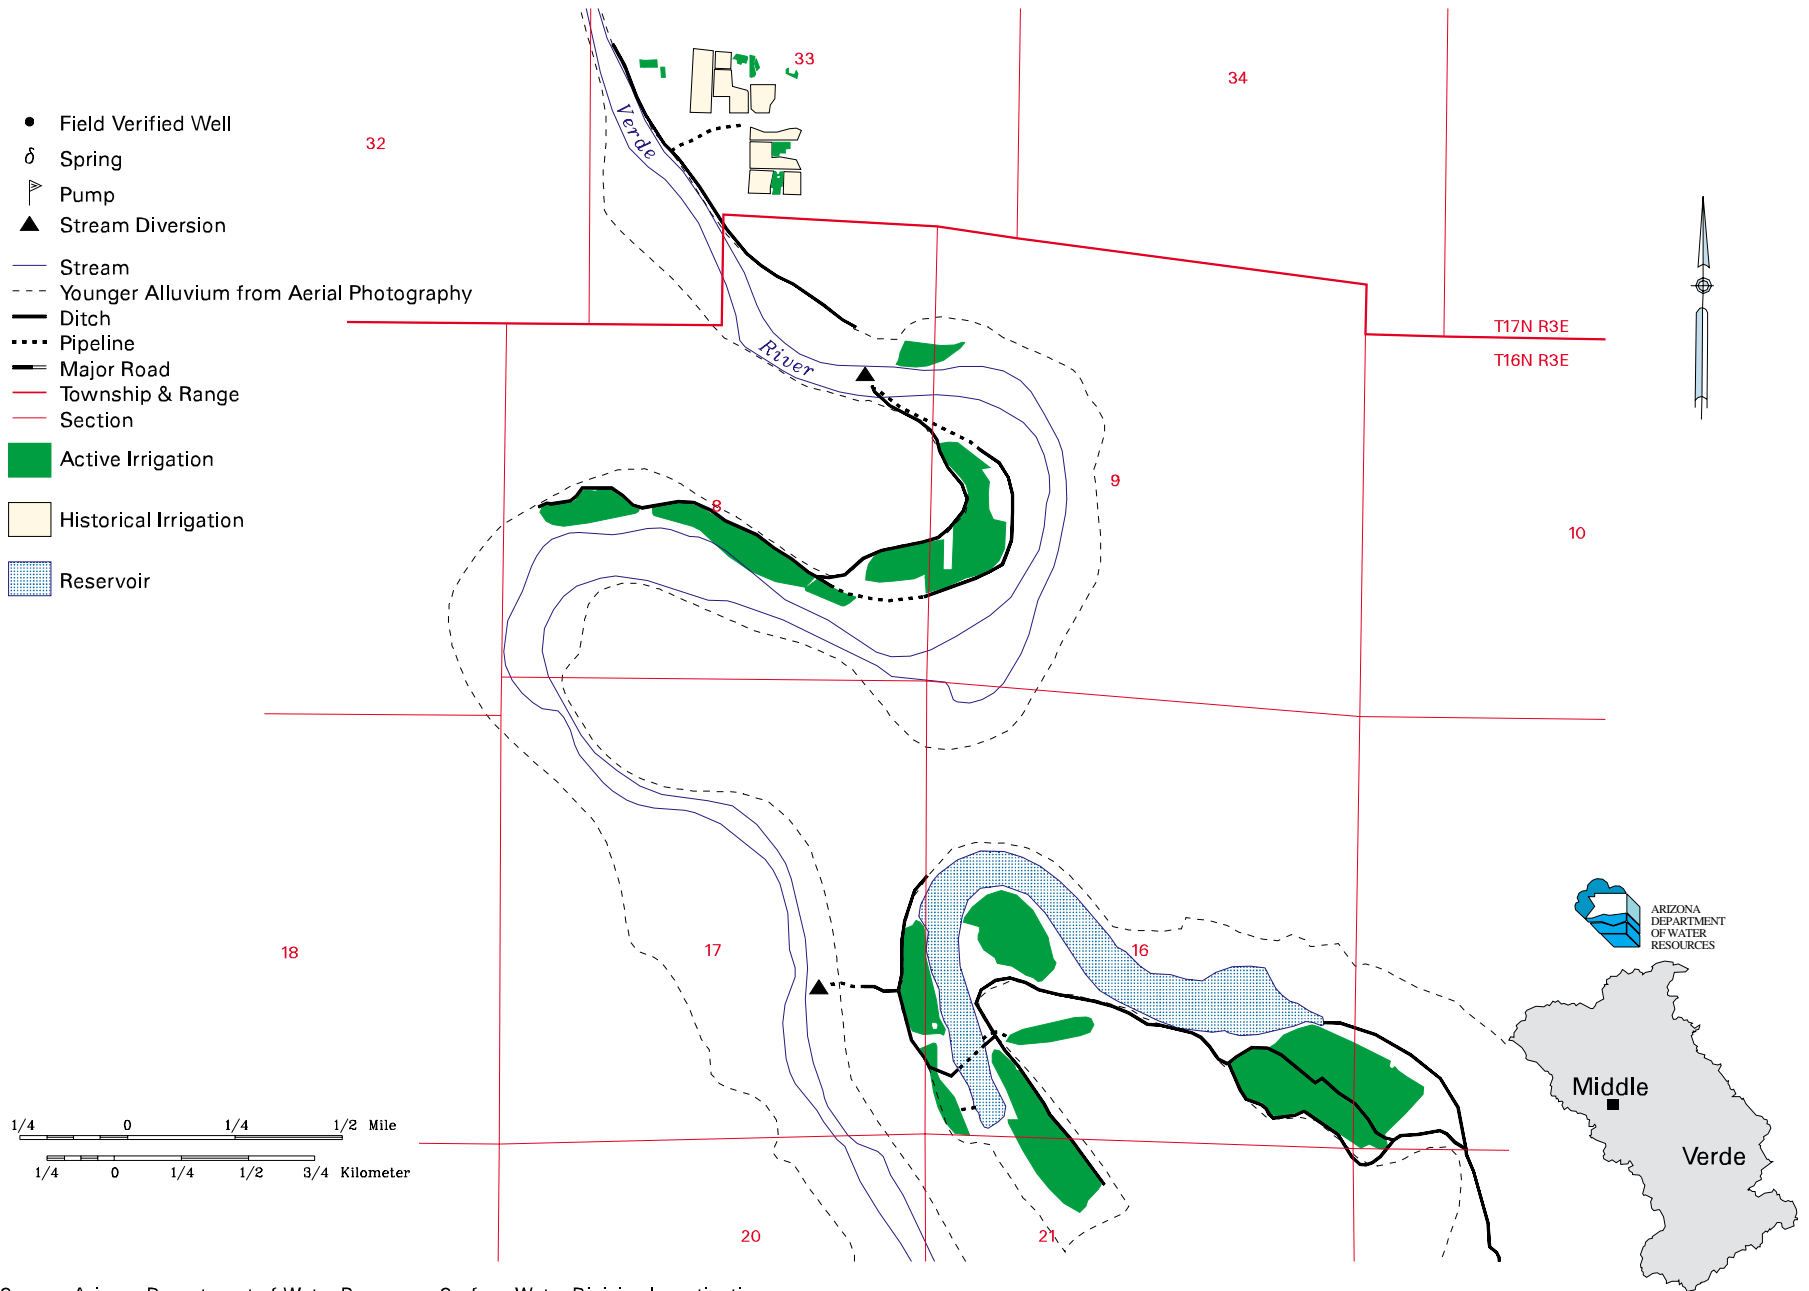 33
34
32
Verde
Field Verified Well
Spring
Pump
Stream Diversion
Stream
Younger Alluvium from Aerial Photography
Ditch
Pipeline
Major Road
Township & Range
Section
Active Irrigation
Historical Irrigation
Reservoir
T17N R3E
T16N R3E
River
8
9
10
18
17
16
ARIZONA
DEPARTMENT
OF WATER
RESOURCES
Middle
Verde
1/4 0 1/4 1/2 Mile
1/4 0 1/4 1/2 3/4 Kilometer
20
21